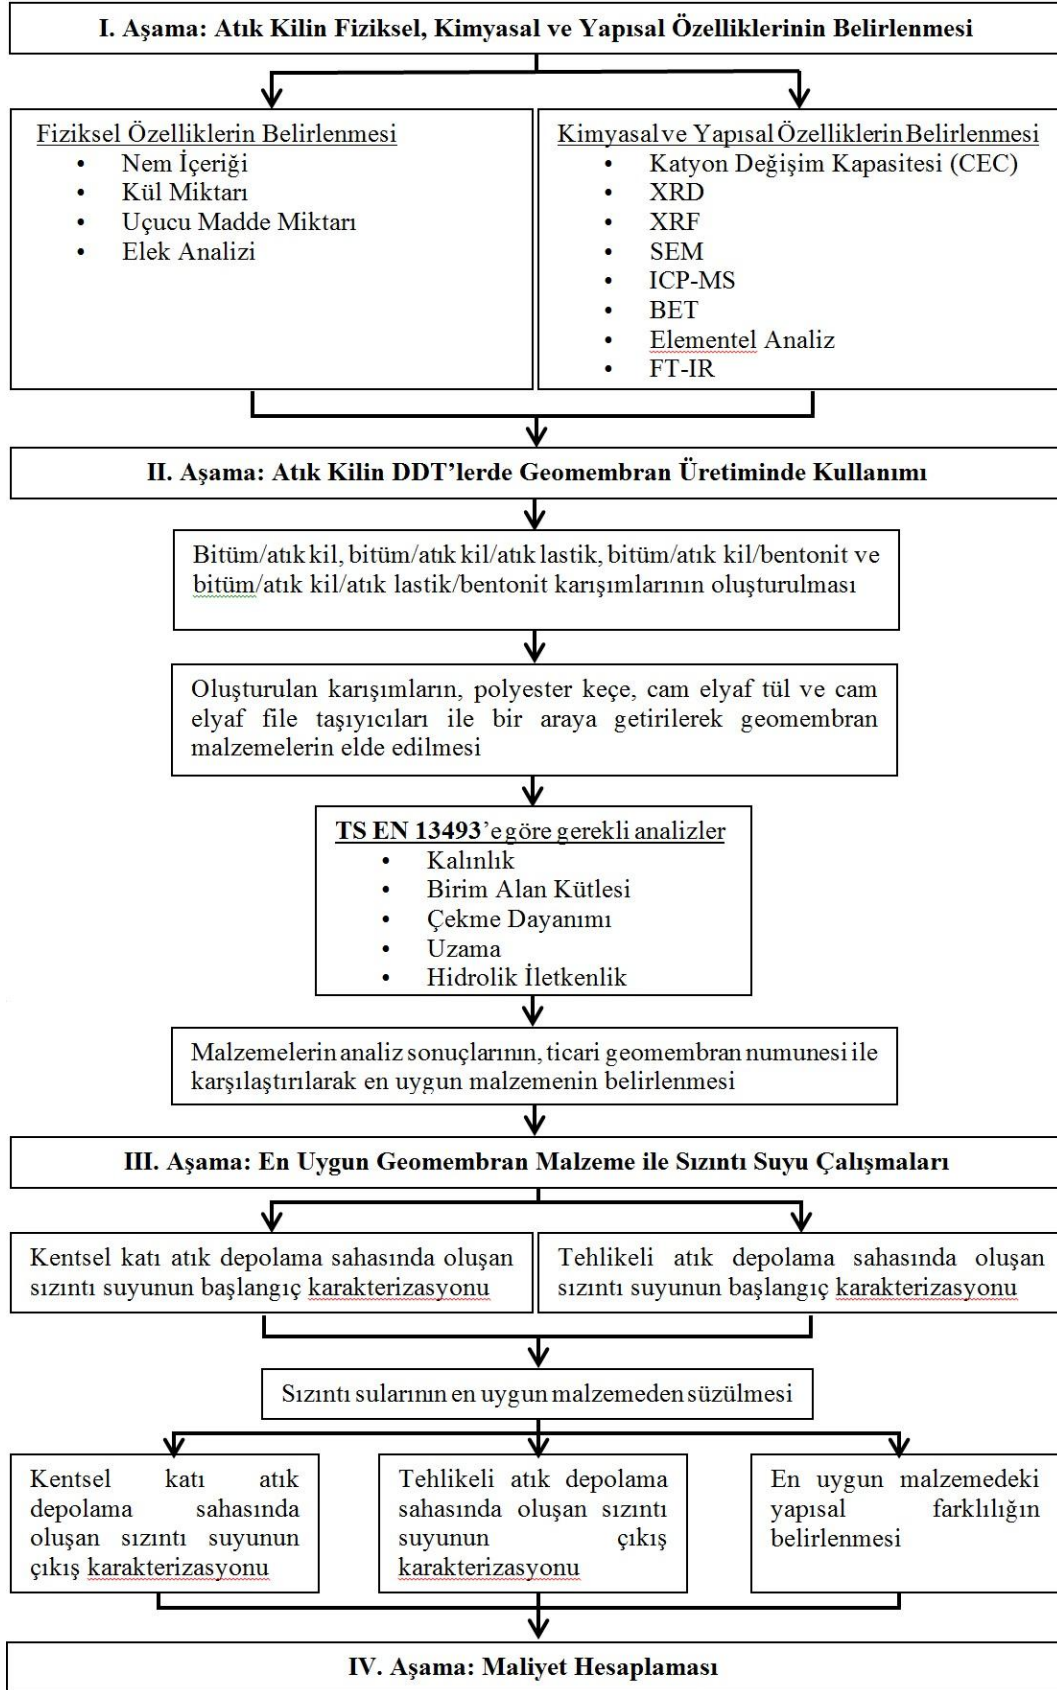 I. Aşama: Atık Kilin Fiziksel, Kimyasal ve Yapısal Özelliklerinin Belirlenmesi
Fiziksel Özelliklerin Belirlenmesi
• Nem İçeriği
• Kül Miktarı
• Uçucu Madde Miktarı
• Elek Analizi
Kimyasal ve Yapısal Özelliklerin Belirlenmesi
• Katyon Değişim Kapasitesi (CEC)
• XRD
• XRF
• SEM
• ICP-MS
• BET
• Elementel Analiz
• FT-IR
II. Aşama: Atık Kilin DDT’lerde Geomembran Üretiminde Kullanımı
Bitüm/atık kil, bitüm/atık kil/atık lastik, bitüm/atık kil/bentonit ve
bitüm/atık kil/atık lastik/bentonit karışımlarının oluşturulması
Oluşturulan karışımların, polyester keçe, cam elyaf tül ve cam
elyaf file taşıyıcıları ile bir araya getirilerek geomembran
malzemelerin elde edilmesi
TS EN 13493’e göre gerekli analizler
• Kalınlık
• Birim Alan Kütlesi
• Çekme Dayanımı
• Uzama
• Hidrolik İletkenlik
Malzemelerin analiz sonuçlarının, ticari geomembran numunesi ile
karşılaştırılarak en uygun malzemenin belirlenmesi
III. Aşama: En Uygun Geomembran Malzeme ile Sızıntı Suyu Çalışmaları
Kentsel katı atık depolama sahasında oluşan
sızıntı suyunun başlangıç karakterizasyonu
Tehlikeli atık depolama sahasında oluşan
sızıntı suyunun başlangıç karakterizasyonu
Sızıntı sularının en uygun malzemeden süzülmesi
Kentsel katı atık
depolama sahasında
oluşan sızıntı suyunun
çıkış karakterizasyonu
Tehlikeli atık depolama
sahasında oluşan sızıntı
suyunun çıkış
karakterizasyonu
En uygun malzemedeki
yapısal farklılığın
belirlenmesi
IV. Aşama: Maliyet Hesaplaması